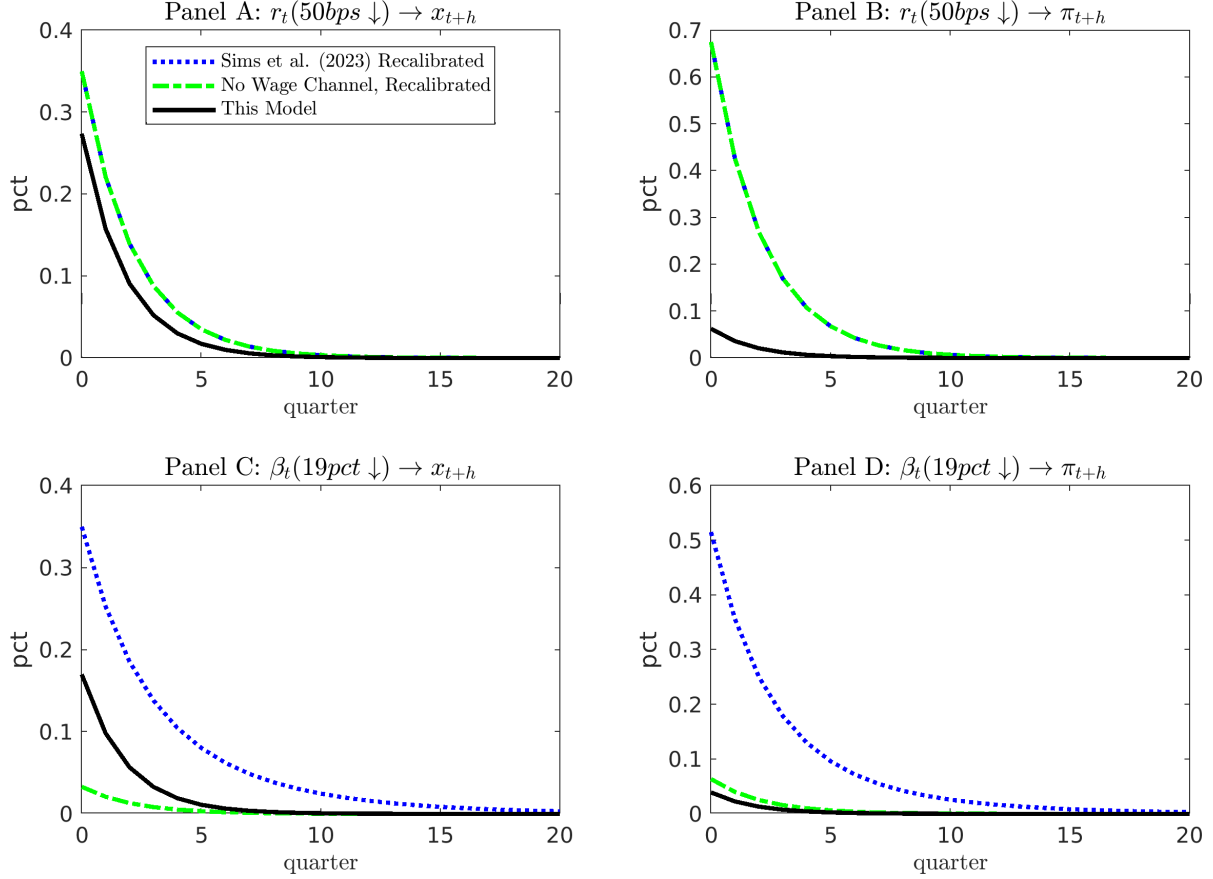 Panel A: r_t(50bps ↓) → x_{t+h}
0.4
0.3
0.2
0.1
0
pct
Sims et al. (2023) Recalibrated
No Wage Channel, Recalibrated
This Model
0 5 10 15 20
quarter
Panel B: r_t(50bps ↓) → π_{t+h}
0.7
0.6
0.5
0.4
0.3
0.2
0.1
0
pct
0 5 10 15 20
quarter
Panel C: β_t(19pct ↓) → x_{t+h}
0.4
0.3
0.2
0.1
0
pct
0 5 10 15 20
quarter
Panel D: β_t(19pct ↓) → π_{t+h}
0.6
0.5
0.4
0.3
0.2
0.1
0
pct
0 5 10 15 20
quarter